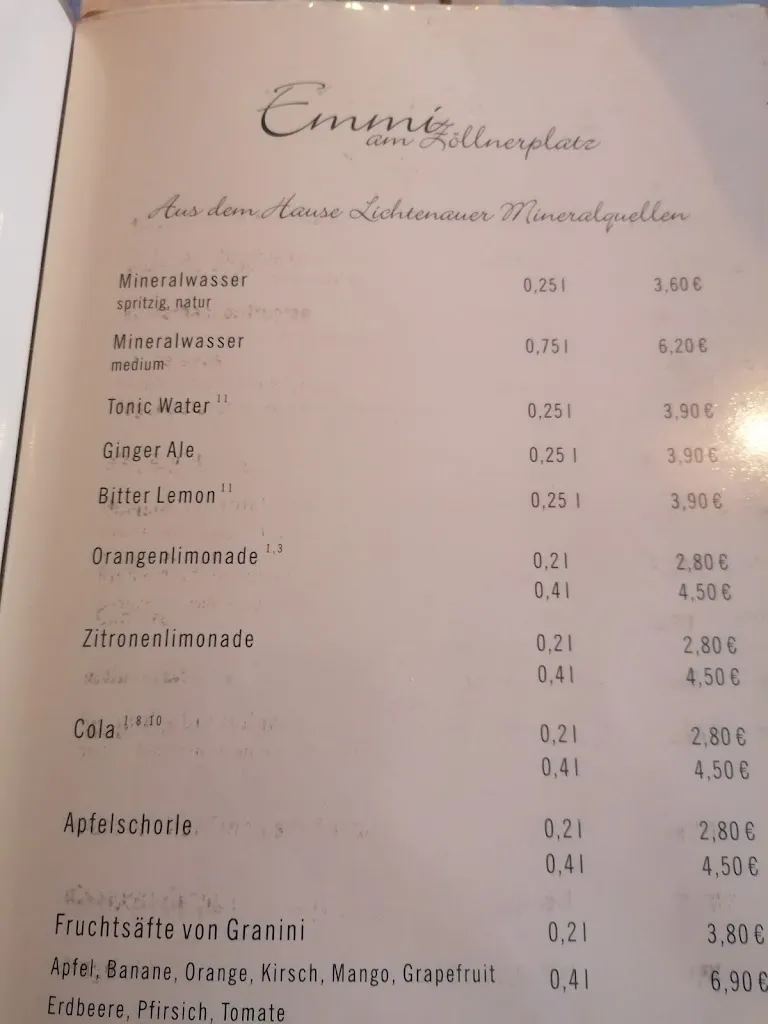 Emmi
am Zöllnerplatz
Aus dem Hause Lichtenauer Mineralquellen
Mineralwasser 0,25 l 3,60 €
spritzig, natur
Mineralwasser 0,75 l 6,20 €
medium
Tonic Water 11 0,25 l 3,90 €
Ginger Ale 0,25 l 3,90 €
Bitter Lemon 11 0,25 l 3,90 €
Orangenlimonade 1,3 0,2 l 2,80 €
0,4 l 4,50 €
Zitronenlimonade 0,2 l 2,80 €
0,4 l 4,50 €
Cola 1,8,10 0,2 l 2,80 €
0,4 l 4,50 €
Apfelschorle 0,2 l 2,80 €
0,4 l 4,50 €
Fruchtsäfte von Granini 0,2 l 3,80 €
Apfel, Banane, Orange, Kirsch, Mango, Grapefruit 0,4 l 6,90 €
Erdbeere, Pfirsich, Tomate